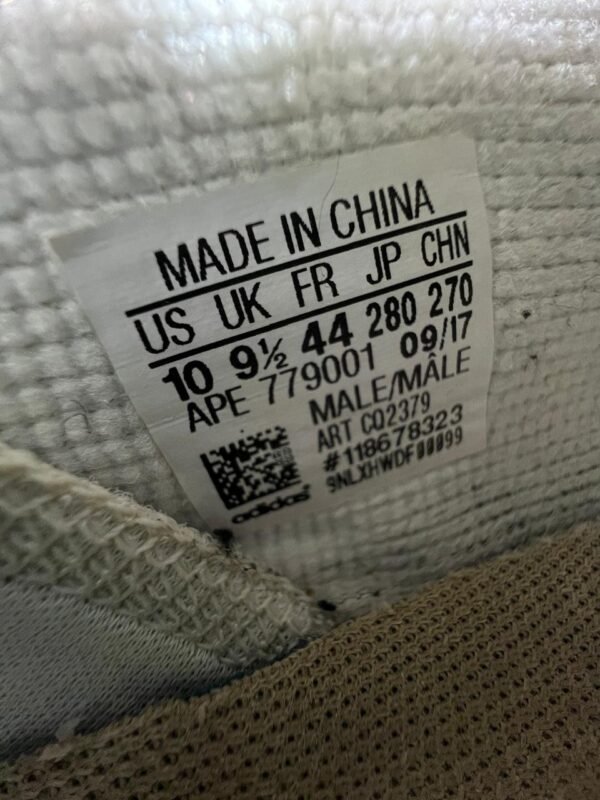 MADE IN CHINA
US UK FR JP CHN
10 9½ 44 280 270
APE 779001 09/17
MALE/MÂLE
ART CQ2379
#118678323
9NLXHWDF00099
adidas